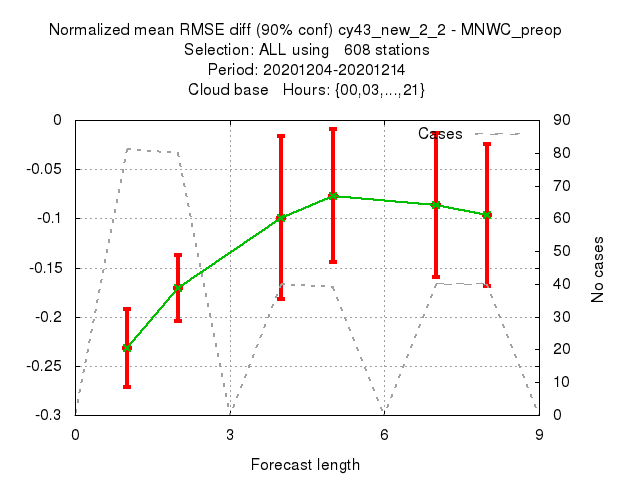 Normalized mean RMSE diff (90% conf) cy43_new_2_2 - MNWC_preop
Selection: ALL using 608 stations
Period: 20201204-20201214
Cloud base Hours: {00,03,...,21}
Cases
0
-0.05
-0.1
-0.15
-0.2
-0.25
-0.3
90
80
70
60
50
40
30
20
10
0
No cases
0 3 6 9
Forecast length